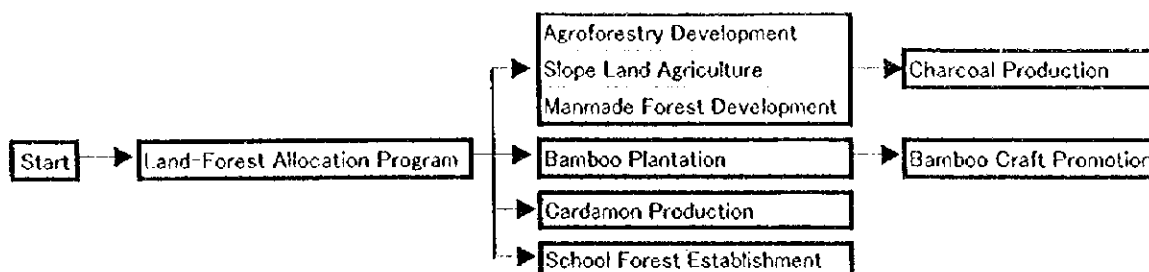 Start
Land-Forest Allocation Program
Agroforestry Development
Slope Land Agriculture
Manmade Forest Development
Charcoal Production
Bamboo Plantation
Bamboo Craft Promotion
Cardamon Production
School Forest Establishment